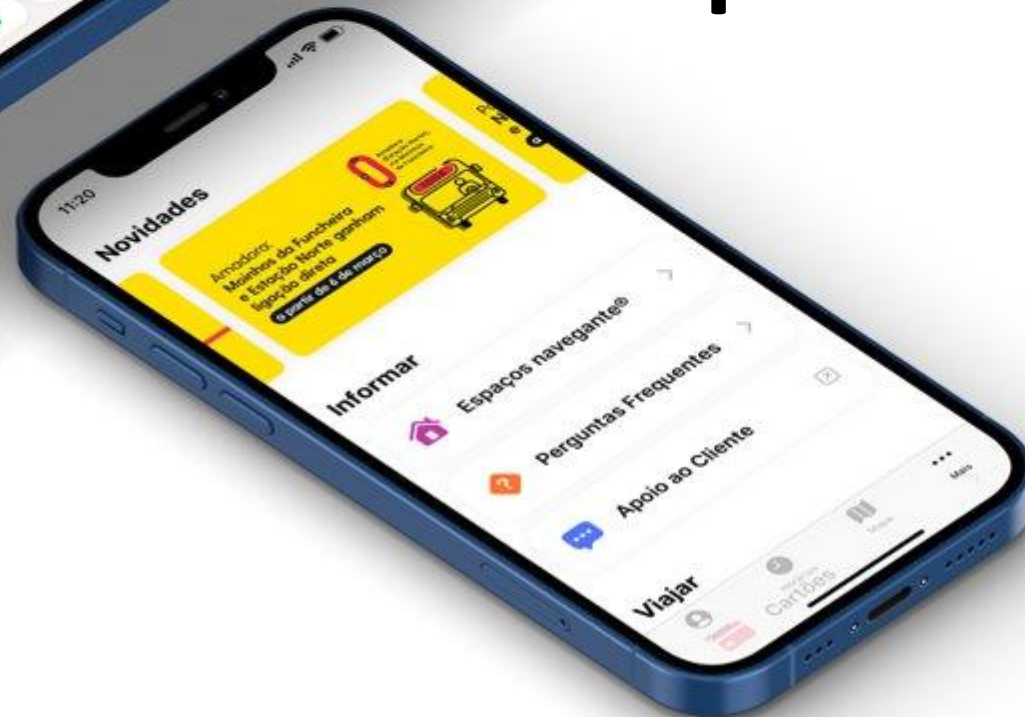 11:20
Novidades
Amadora:
Moinhos da Funcheira
e Estação Norte ganham
ligação direta
a partir de 6 de março
Informar
Espaços navegante®
Perguntas Frequentes
Apoio ao Cliente
Viajar
Cartões
Mapa
Mais